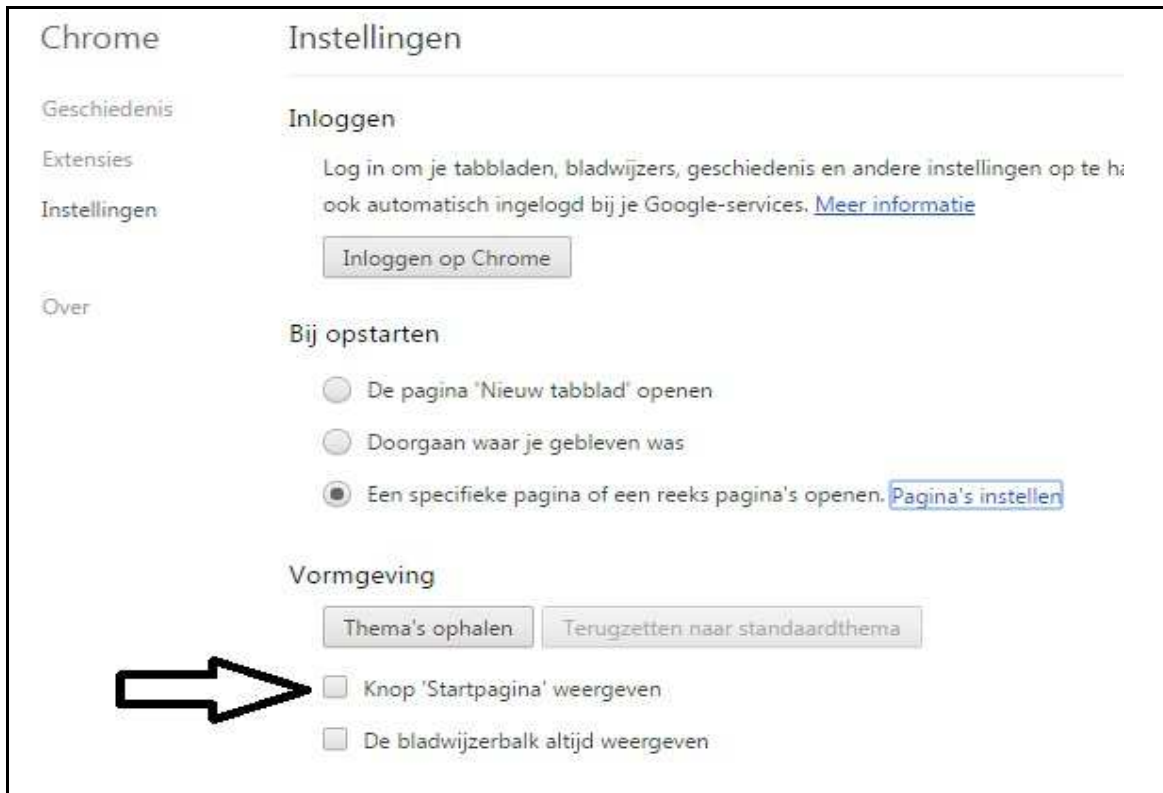 Chrome
Instellingen
Geschiedenis
Extensies
Instellingen
Over
Inloggen
Log in om je tabbladen, bladwijzers, geschiedenis en andere instellingen op te
ook automatisch ingelogd bij je Google-services. Meer informatie
Inloggen op Chrome
Bij opstarten
De pagina 'Nieuw tabblad' openen
Doorgaan waar je gebleven was
Een specifieke pagina of een reeks pagina's openen. Pagina's instellen
Vormgeving
Thema's ophalen
Terugzetten naar standaardthema
Knop 'Startpagina' weergeven
De bladwijzerbalk altijd weergeven